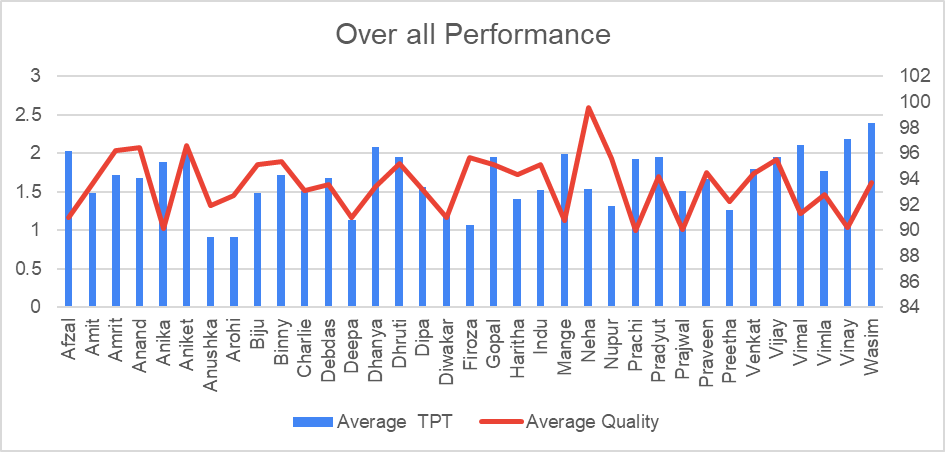 Over all Performance
3
2.5
2
1.5
1
0.5
0
102
100
98
96
94
92
90
88
86
84
Afzal
Amit
Amrit
Anand
Anika
Aniket
Anushka
Arohi
Biju
Binny
Charlie
Debdas
Deepa
Dhanya
Dhruti
Dipa
Diwakar
Firoza
Gopal
Haritha
Indu
Mange
Neha
Nupur
Prachi
Pradyut
Prajwal
Praveen
Preetha
Venkat
Vijay
Vimal
Vimla
Vinay
Wasim
Average TPT
Average Quality